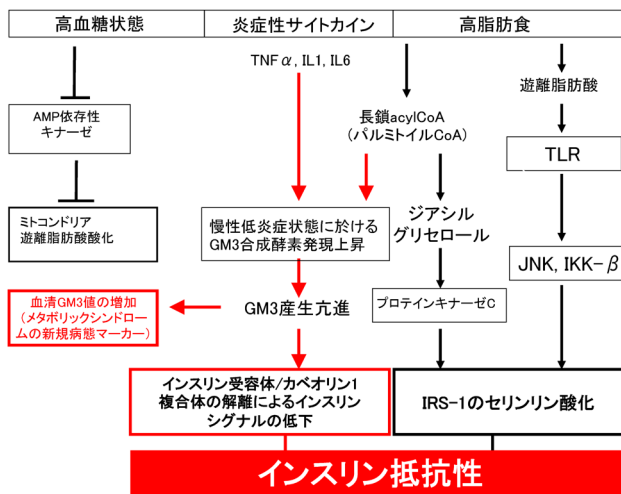 高血糖状態
炎症性サイトカイン
高脂肪食
TNFα, IL1, IL6
遊離脂肪酸
AMP依存性
キナーゼ
長鎖acylCoA
(パルミトイルCoA)
TLR
ミトコンドリア
遊離脂肪酸酸化
慢性低炎症状態に於ける
GM3合成酵素発現上昇
ジアシル
グリセロール
JNK, IKK-β
血清GM3値の増加
(メタボリックシンドロー
ムの新規病態マーカー)
GM3産生亢進
プロテインキナーゼC
インスリン受容体/カベオリン1
複合体の解離によるインスリン
シグナルの低下
IRS-1のセリンリン酸化
インスリン抵抗性